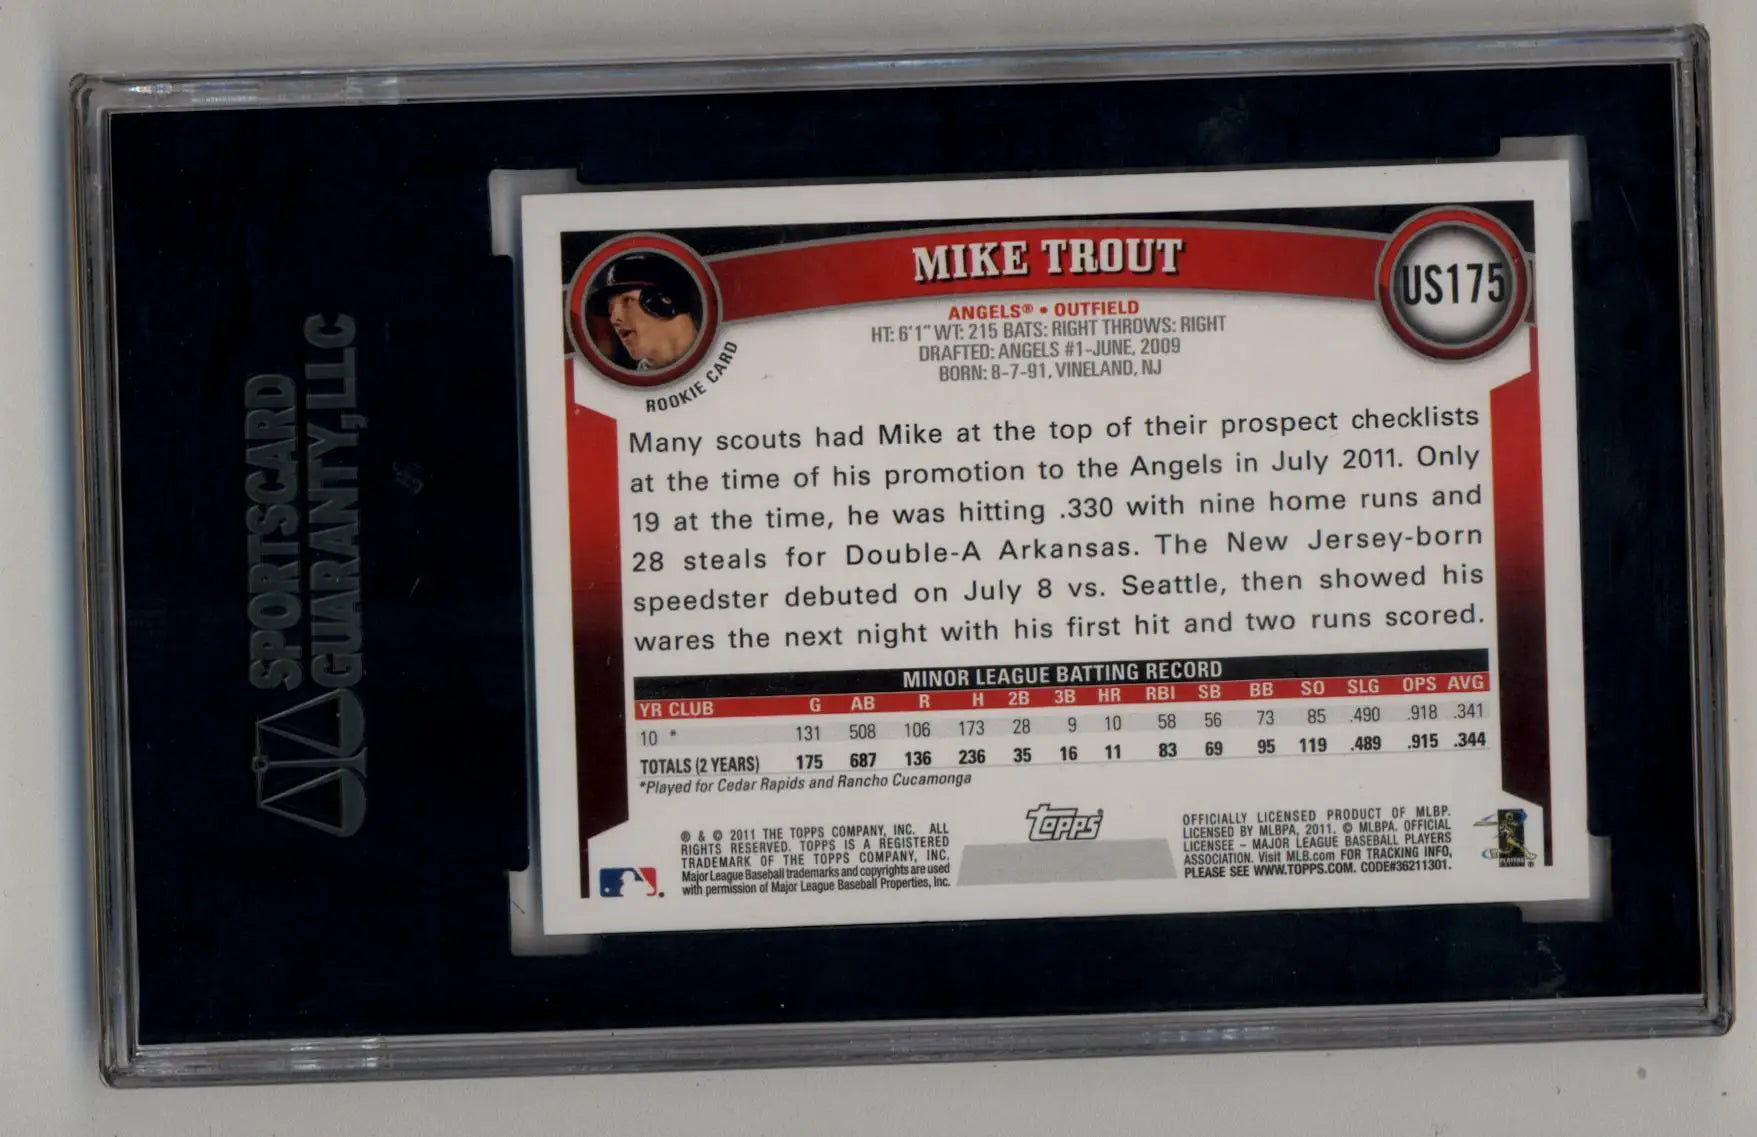 SPORTSCARD
GUARANTY, LLC
MIKE TROUT
US175
ANGELS® • OUTFIELD
HT: 6'1" WT: 215 BATS: RIGHT THROWS: RIGHT
DRAFTED: ANGELS #1-JUNE, 2009
BORN: 8-7-91, VINELAND, NJ
ROOKIE CARD
Many scouts had Mike at the top of their prospect checklists
at the time of his promotion to the Angels in July 2011. Only
19 at the time, he was hitting .330 with nine home runs and
28 steals for Double-A Arkansas. The New Jersey-born
speedster debuted on July 8 vs. Seattle, then showed his
wares the next night with his first hit and two runs scored.
MINOR LEAGUE BATTING RECORD
YR CLUB G AB R H 2B 3B HR RBI SB BB SO SLG OPS AVG
10 * 131 508 106 173 28 9 10 58 56 73 85 .490 .918 .341
TOTALS (2 YEARS) 175 687 136 236 35 16 11 83 69 95 119 .489 .915 .344
*Played for Cedar Rapids and Rancho Cucamonga
® & © 2011 THE TOPPS COMPANY, INC. ALL
RIGHTS RESERVED. TOPPS IS A REGISTERED
TRADEMARK OF THE TOPPS COMPANY, INC.
Major League Baseball trademarks and copyrights are used
with permission of Major League Baseball Properties, Inc.
Topps®
OFFICIALLY LICENSED PRODUCT OF MLBP.
LICENSED BY MLBPA, 2011. © MLBPA. OFFICIAL
LICENSEE – MAJOR LEAGUE BASEBALL PLAYERS
ASSOCIATION. Visit MLB.com FOR TRACKING INFO,
PLEASE SEE WWW.TOPPS.COM. CODE#36211301.
PLAYERS